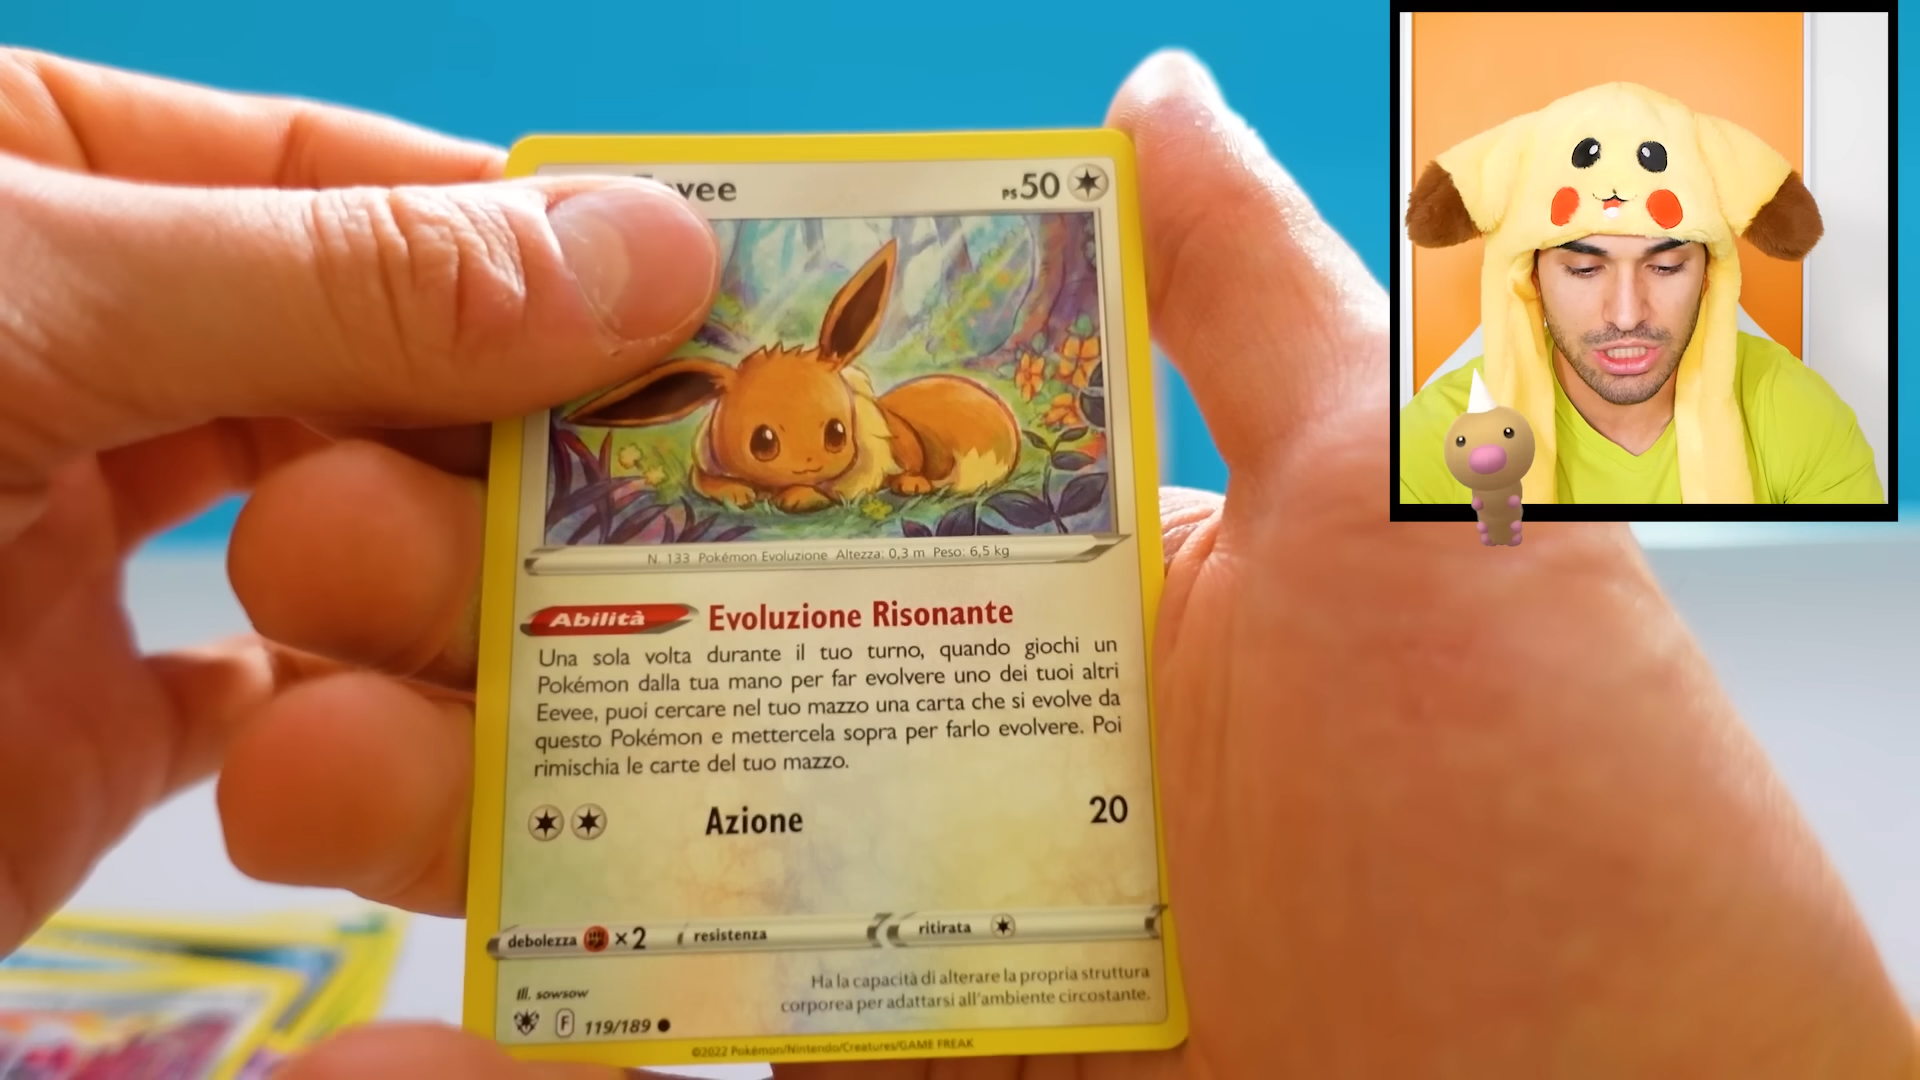 PS 50
N. 133 Pokémon Evoluzione Altezza: 0,3 m Peso: 6,5 kg
Abilità Evoluzione Risonante
Una sola volta durante il tuo turno, quando giochi un
Pokémon dalla tua mano per far evolvere uno dei tuoi altri
Eevee, puoi cercare nel tuo mazzo una carta che si evolve da
questo Pokémon e mettercela sopra per farlo evolvere. Poi
rimischia le carte del tuo mazzo.
Azione 20
debolezza ×2 resistenza ritirata
Ha la capacità di alterare la propria struttura
corporea per adattarsi all'ambiente circostante.
Ill. sowsow
F 119/189
©2022 Pokémon/Nintendo/Creatures/GAME FREAK